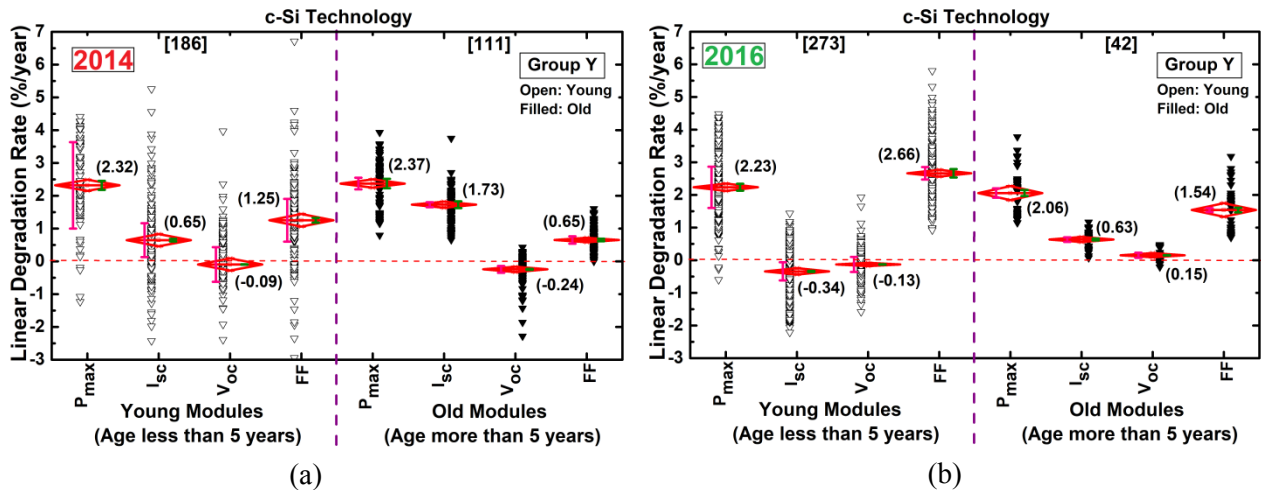 c-Si Technology
Linear Degradation Rate (%/year)
7
6
5
4
3
2
1
0
-1
-2
-3
2014
[186]
[111]
Group Y
Open: Young
Filled: Old
(2.32)
(0.65)
(-0.09)
(1.25)
(2.37)
(1.73)
(-0.24)
(0.65)
Pmax
Isc
Voc
FF
Pmax
Isc
Voc
FF
Young Modules
(Age less than 5 years)
Old Modules
(Age more than 5 years)
(a)
c-Si Technology
Linear Degradation Rate (%/year)
7
6
5
4
3
2
1
0
-1
-2
-3
2016
[273]
[42]
Group Y
Open: Young
Filled: Old
(2.23)
(-0.34)
(-0.13)
(2.66)
(2.06)
(0.63)
(0.15)
(1.54)
Pmax
Isc
Voc
FF
Pmax
Isc
Voc
FF
Young Modules
(Age less than 5 years)
Old Modules
(Age more than 5 years)
(b)